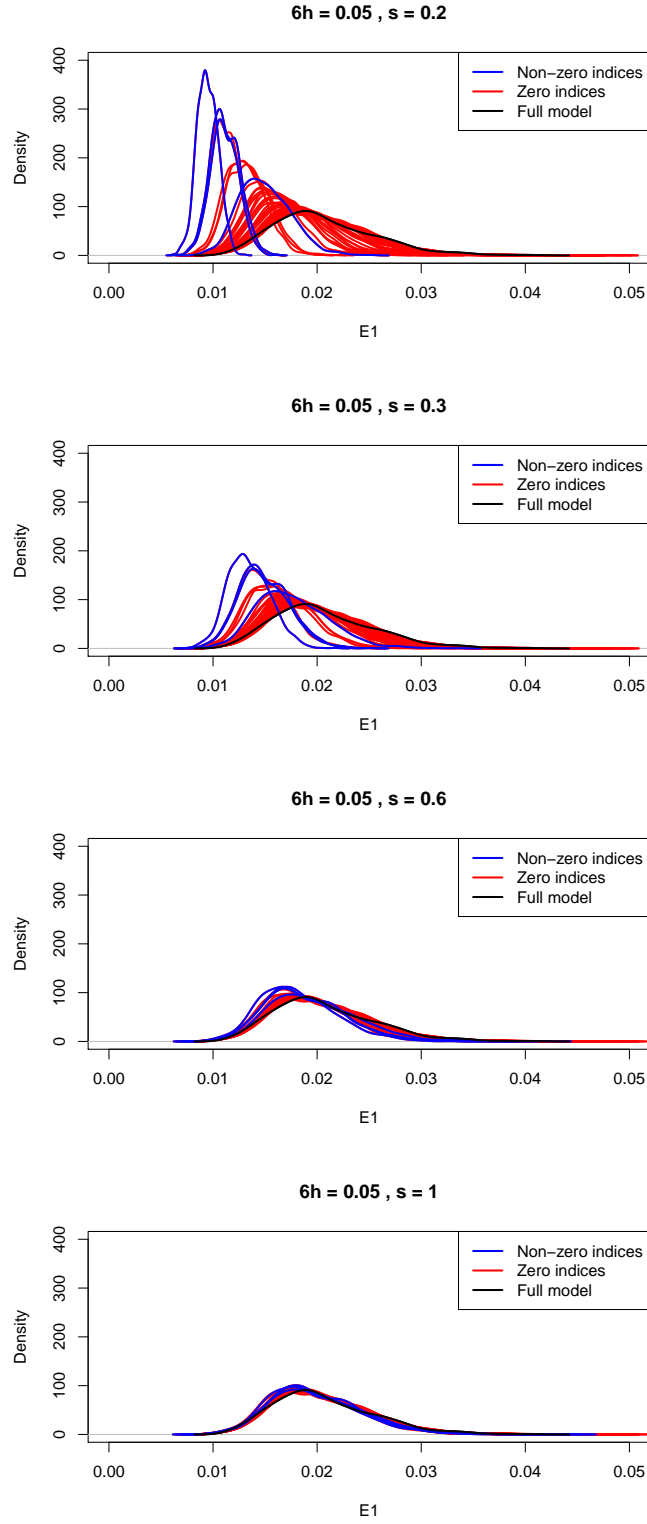 6h = 0.05 , s = 0.2
Density
400
300
200
100
0
Non−zero indices
Zero indices
Full model
0.00 0.01 0.02 0.03 0.04 0.05
E1
6h = 0.05 , s = 0.3
Density
400
300
200
100
0
Non−zero indices
Zero indices
Full model
0.00 0.01 0.02 0.03 0.04 0.05
E1
6h = 0.05 , s = 0.6
Density
400
300
200
100
0
Non−zero indices
Zero indices
Full model
0.00 0.01 0.02 0.03 0.04 0.05
E1
6h = 0.05 , s = 1
Density
400
300
200
100
0
Non−zero indices
Zero indices
Full model
0.00 0.01 0.02 0.03 0.04 0.05
E1